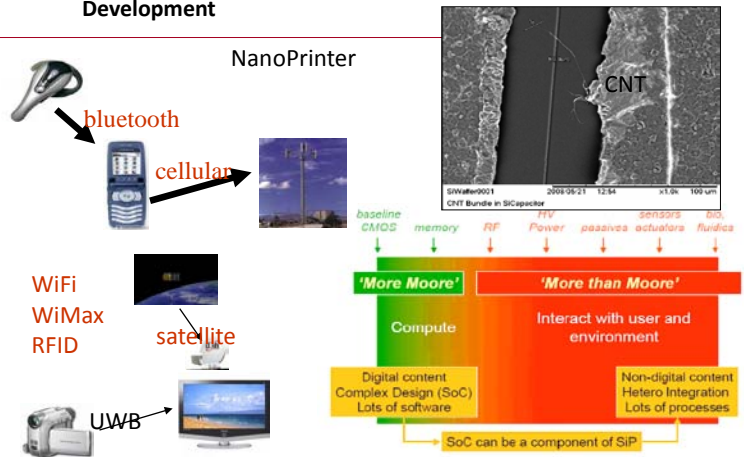 Development
NanoPrinter
bluetooth
cellular
WiFi
WiMax
RFID
satellite
UWB
CNT
SiWafer0001 2008/05/21 12:54 x1.0k 100 um
CNT Bundle in SiCapacitor
baseline CMOS
memory
RF
HV Power
passives
sensors actuators
bio, fluidics
'More Moore'
'More than Moore'
Compute
Interact with user and
environment
Digital content
Complex Design (SoC)
Lots of software
Non-digital content
Hetero Integration
Lots of processes
SoC can be a component of SiP